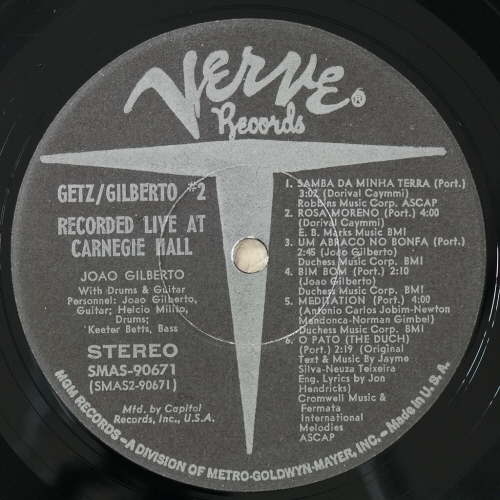 VERVE ®
Records
GETZ/GILBERTO #2
RECORDED LIVE AT
CARNEGIE HALL
JOAO GILBERTO
With Drums & Guitar
Personnel: Joao Gilberto,
Guitar; Helcio Milito,
Drums;
Keeter Betts, Bass
STEREO
SMAS-90671
(SMAS2-90671)
Mfd. by Capitol
Records, Inc., U.S.A.
1. SAMBA DA MINHA TERRA (Port.)
3:07 (Dorival Caymmi)
Robbins Music Corp. ASCAP
2. ROSA MORENO (Port.) 4:00
(Dorival Caymmi)
E. B. Marks Music BMI
3. UM ABRACO NO BONFA (Port.)
2:45 (Joao Gilberto)
Duchess Music Corp. BMI
4. BIM BOM (Port.) 2:10
(Joao Gilberto)
Duchess Music Corp. BMI
5. MEDITATION (Port.) 4:00
(Antonio Carlos Jobim-Newton
Mendonca-Norman Gimbel)
Duchess Music Corp. BMI
6. O PATO (THE DUCH)
(Port.) 2:19 (Original
Text & Music By Jayme
Silva-Neuza Teixeira
Eng. Lyrics by Jon
Hendricks)
Cromwell Music &
Fermata
International
Melodies
ASCAP
MGM RECORDS—A DIVISION OF METRO-GOLDWYN-MAYER, INC.—Made in U.S.A.